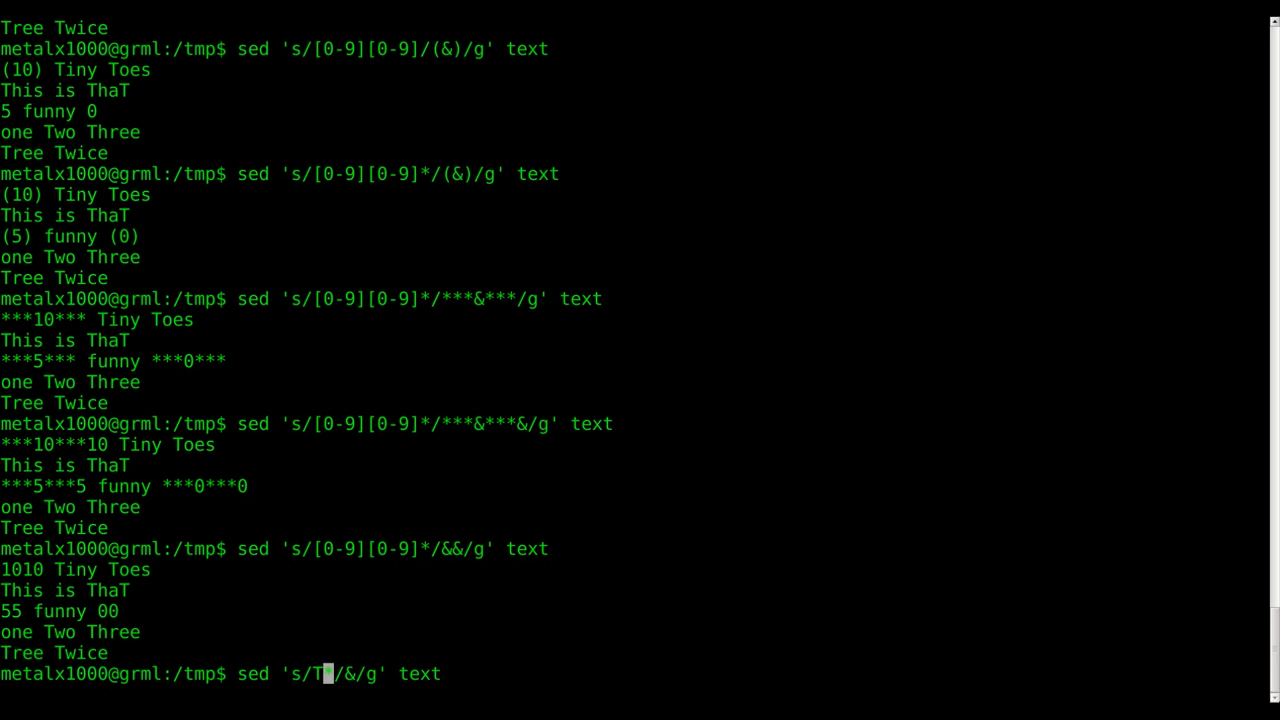 Tree Twice
metalx1000@grml:/tmp$ sed 's/[0-9][0-9]/(&)/g' text
(10) Tiny Toes
This is ThaT
5 funny 0
one Two Three
Tree Twice
metalx1000@grml:/tmp$ sed 's/[0-9][0-9]*/(&)/g' text
(10) Tiny Toes
This is ThaT
(5) funny (0)
one Two Three
Tree Twice
metalx1000@grml:/tmp$ sed 's/[0-9][0-9]*/***&***/g' text
***10*** Tiny Toes
This is ThaT
***5*** funny ***0***
one Two Three
Tree Twice
metalx1000@grml:/tmp$ sed 's/[0-9][0-9]*/***&***&/g' text
***10***10 Tiny Toes
This is ThaT
***5***5 funny ***0***0
one Two Three
Tree Twice
metalx1000@grml:/tmp$ sed 's/[0-9][0-9]*/&&/g' text
1010 Tiny Toes
This is ThaT
55 funny 00
one Two Three
Tree Twice
metalx1000@grml:/tmp$ sed 's/T*/&/g' text